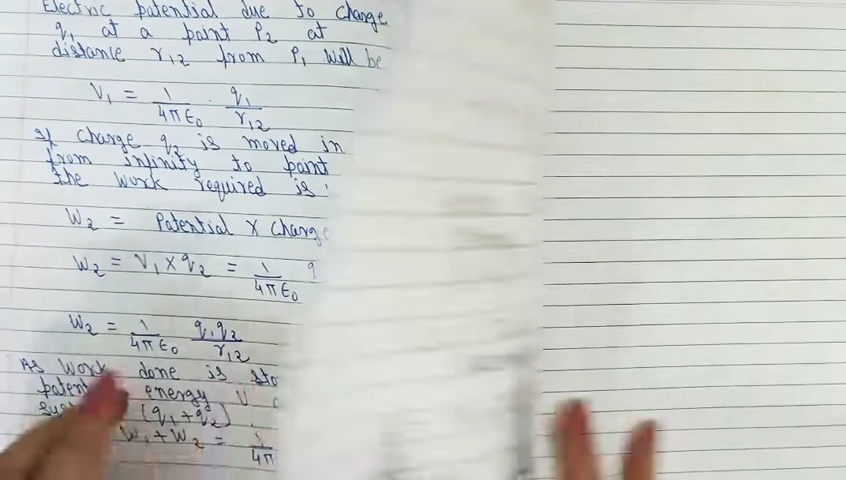 Electric potential due to charge
q₁ at a point P₂ at
distance r₁₂ from P₁ will be
V₁ = 1/4πε₀ · q₁/r₁₂
If charge q₂ is moved in
from infinity to point
the work required is
W₂ = Potential × Charge
W₂ = V₁ × q₂ = 1/4πε₀ q
W₂ = 1/4πε₀ q₁q₂/r₁₂
As work done is
energy U
(q₁+q₂)
W₁+W₂ = 1/4π